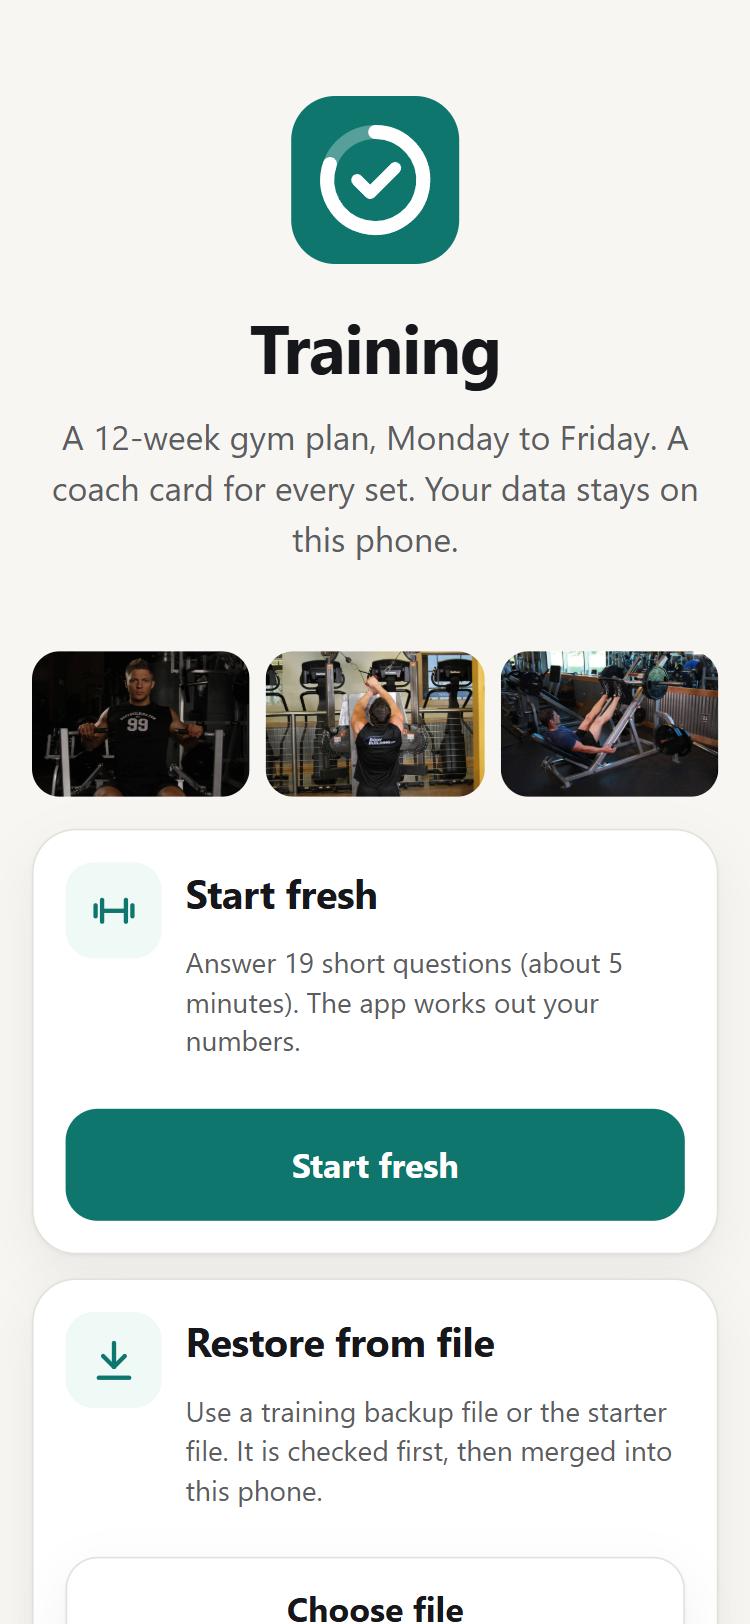 Training
A 12-week gym plan, Monday to Friday. A
coach card for every set. Your data stays on
this phone.
99
Start fresh
Answer 19 short questions (about 5
minutes). The app works out your
numbers.
Start fresh
Restore from file
Use a training backup file or the starter
file. It is checked first, then merged into
this phone.
Choose file